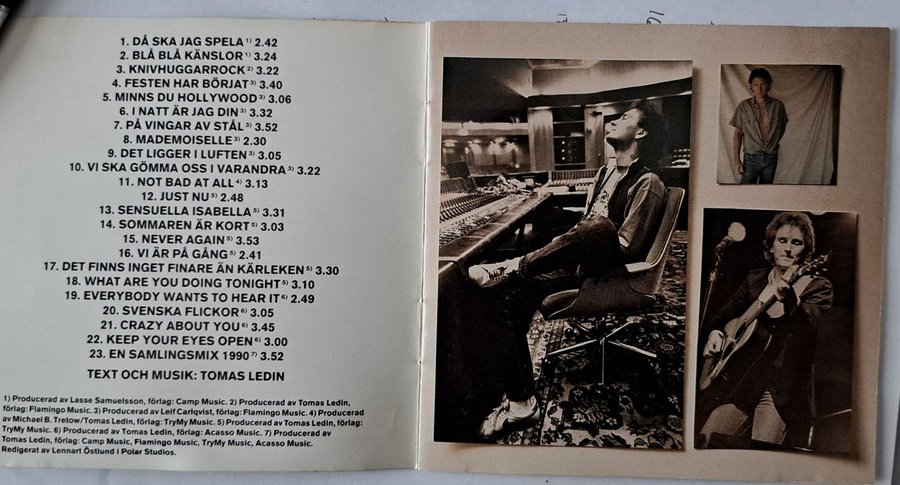 1. DÅ SKA JAG SPELA 1) 2.42
2. BLÅ BLÅ KÄNSLOR 1) 3.24
3. KNIVHUGGARROCK 2) 3.22
4. FESTEN HAR BÖRJAT 3) 3.40
5. MINNS DU HOLLYWOOD 3) 3.06
6. I NATT ÄR JAG DIN 3) 3.32
7. PÅ VINGAR AV STÅL 3) 3.52
8. MADEMOISELLE 3) 2.30
9. DET LIGGER I LUFTEN 3) 3.05
10. VI SKA GÖMMA OSS I VARANDRA 3) 3.22
11. NOT BAD AT ALL 4) 3.13
12. JUST NU 5) 2.48
13. SENSUELLA ISABELLA 5) 3.31
14. SOMMAREN ÄR KORT 5) 3.03
15. NEVER AGAIN 5) 3.53
16. VI ÄR PÅ GÅNG 5) 2.41
17. DET FINNS INGET FINARE ÄN KÄRLEKEN 5) 3.30
18. WHAT ARE YOU DOING TONIGHT 5) 3.10
19. EVERYBODY WANTS TO HEAR IT 6) 2.49
20. SVENSKA FLICKOR 6) 3.05
21. CRAZY ABOUT YOU 6) 3.45
22. KEEP YOUR EYES OPEN 6) 3.00
23. EN SAMLINGSMIX 1990 7) 3.52
TEXT OCH MUSIK: TOMAS LEDIN
1) Producerad av Lasse Samuelsson, förlag: Camp Music. 2) Producerad av Tomas Ledin,
förlag: Flamingo Music. 3) Producerad av Leif Carlqvist, förlag: Flamingo Music. 4) Producerad
av Michael B. Tretow/Tomas Ledin, förlag: TryMy Music. 5) Producerad av Tomas Ledin, förlag:
TryMy Music. 6) Producerad av Tomas Ledin, förlag: Acasso Music. 7) Producerad av
Tomas Ledin, förlag: Camp Music, Flamingo Music, TryMy Music, Acasso Music.
Redigerat av Lennart Östlund i Polar Studios.